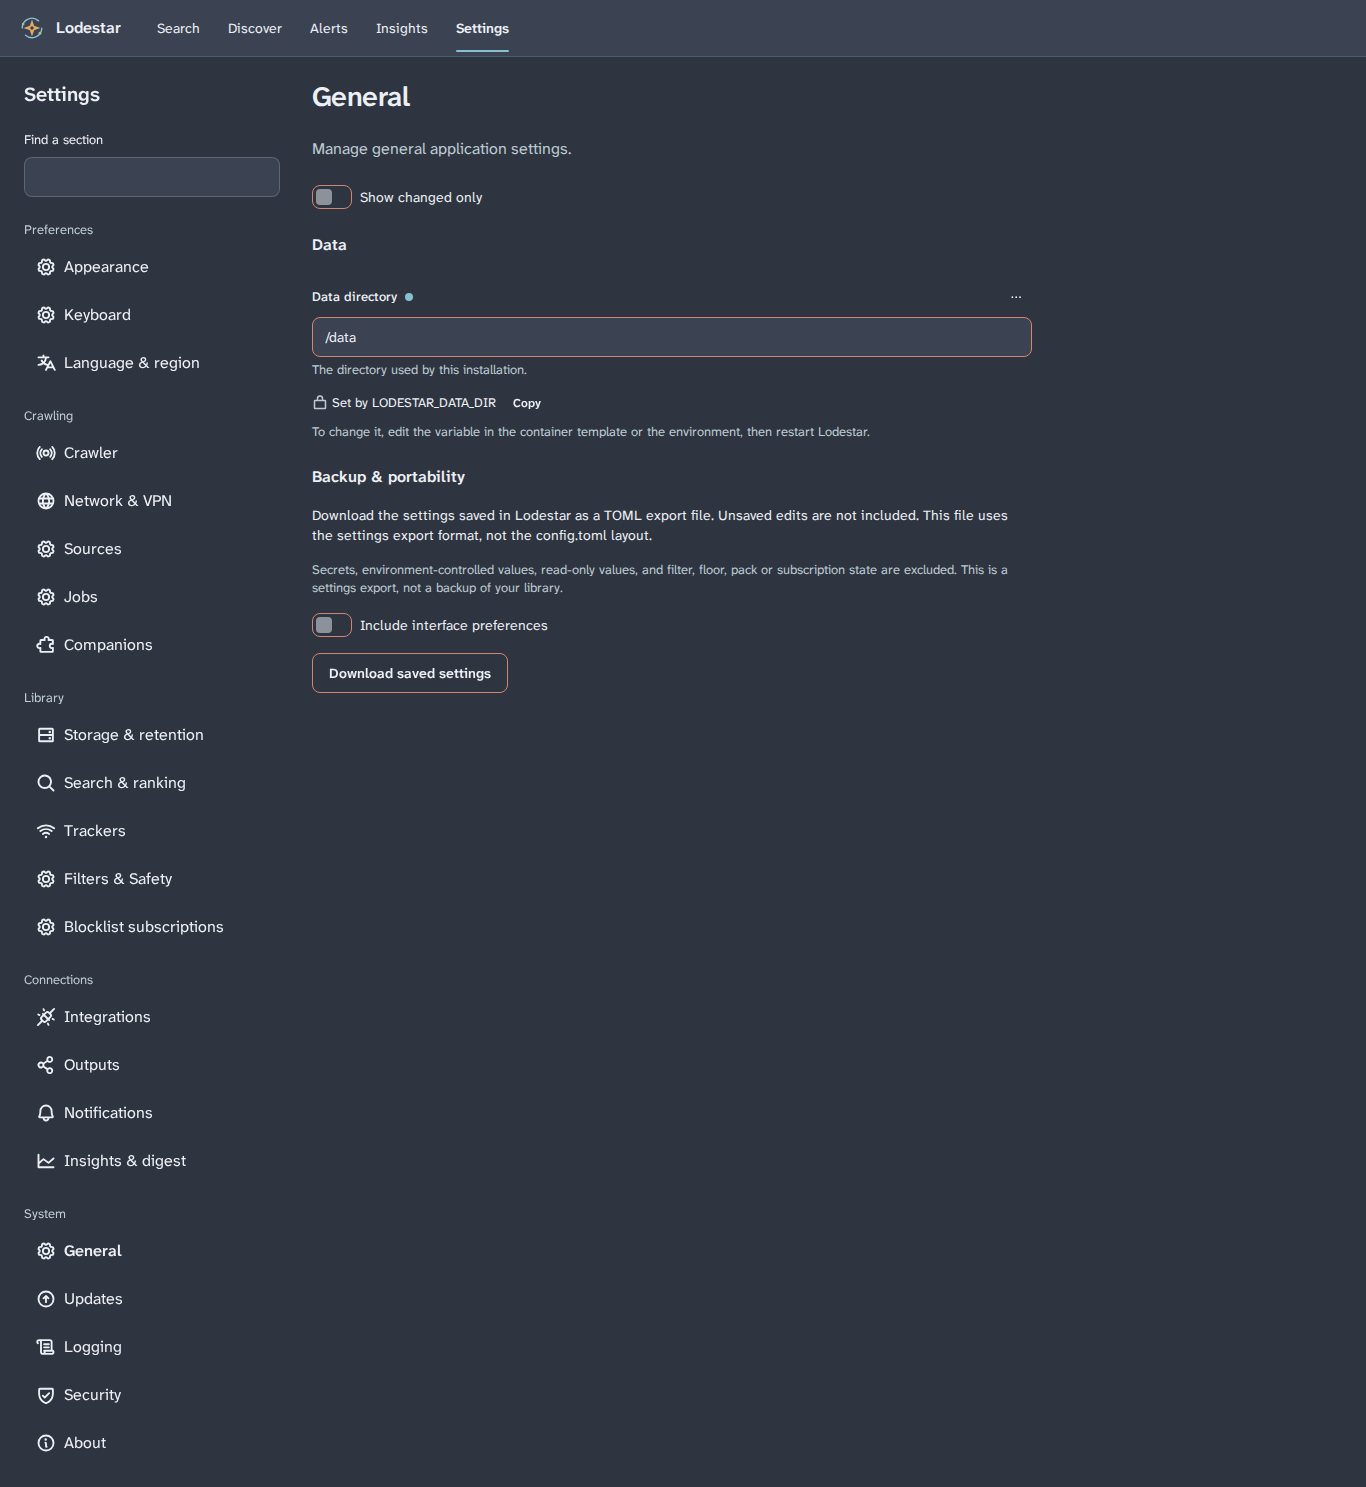 Lodestar
Search
Discover
Alerts
Insights
Settings
Settings
Find a section
Preferences
Appearance
Keyboard
Language & region
Crawling
Crawler
Network & VPN
Sources
Jobs
Companions
Library
Storage & retention
Search & ranking
Trackers
Filters & Safety
Blocklist subscriptions
Connections
Integrations
Outputs
Notifications
Insights & digest
System
General
Updates
Logging
Security
About
General
Manage general application settings.
Show changed only
Data
Data directory
...
/data
The directory used by this installation.
Set by LODESTAR_DATA_DIR
Copy
To change it, edit the variable in the container template or the environment, then restart Lodestar.
Backup & portability
Download the settings saved in Lodestar as a TOML export file. Unsaved edits are not included. This file uses
the settings export format, not the config.toml layout.
Secrets, environment-controlled values, read-only values, and filter, floor, pack or subscription state are excluded. This is a
settings export, not a backup of your library.
Include interface preferences
Download saved settings